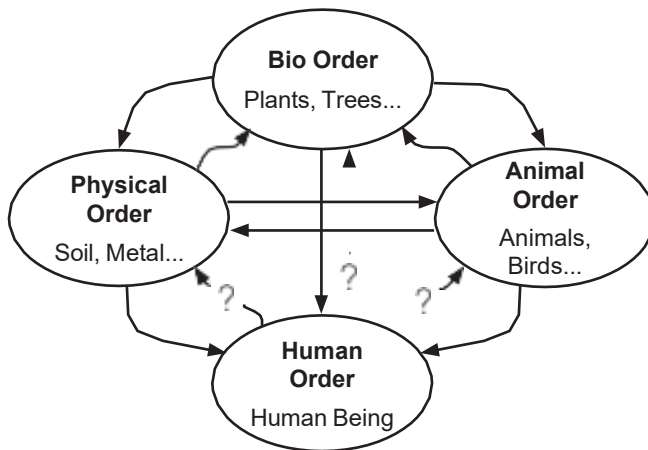 Bio Order
Plants, Trees...
Physical
Order
Soil, Metal...
Animal
Order
Animals,
Birds...
?
?
?
Human
Order
Human Being